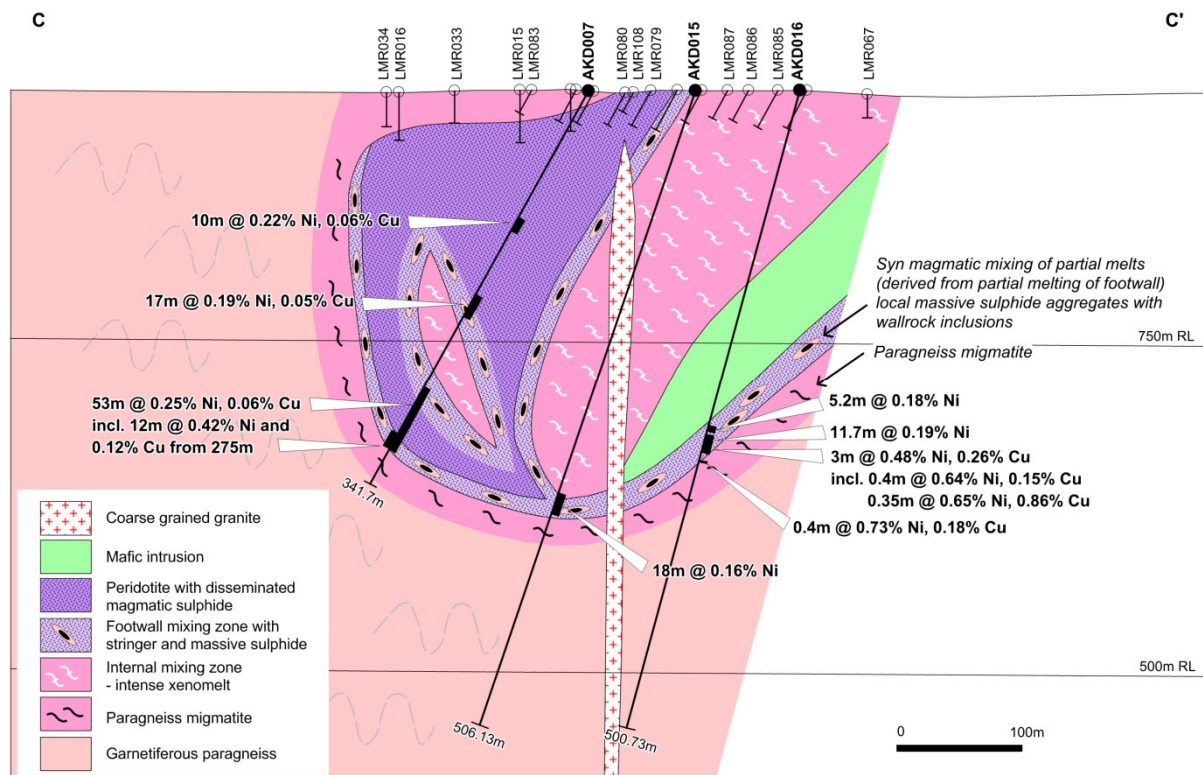 C
C'
LMR034
LMR016
LMR033
LMR015
LMR083
AKD007
LMR080
LMR108
LMR079
AKD015
LMR087
LMR086
LMR085
AKD016
LMR067
10m @ 0.22% Ni, 0.06% Cu
17m @ 0.19% Ni, 0.05% Cu
53m @ 0.25% Ni, 0.06% Cu
incl. 12m @ 0.42% Ni and
0.12% Cu from 275m
341.7m
Syn magmatic mixing of partial melts
(derived from partial melting of footwall)
local massive sulphide aggregates with
wallrock inclusions
750m RL
Paragneiss migmatite
5.2m @ 0.18% Ni
11.7m @ 0.19% Ni
3m @ 0.48% Ni, 0.26% Cu
incl. 0.4m @ 0.64% Ni, 0.15% Cu
0.35m @ 0.65% Ni, 0.86% Cu
0.4m @ 0.73% Ni, 0.18% Cu
18m @ 0.16% Ni
500m RL
506.13m
500.73m
0
100m
Coarse grained granite
Mafic intrusion
Peridotite with disseminated
magmatic sulphide
Footwall mixing zone with
stringer and massive sulphide
Internal mixing zone
- intense xenomelt
Paragneiss migmatite
Garnetiferous paragneiss